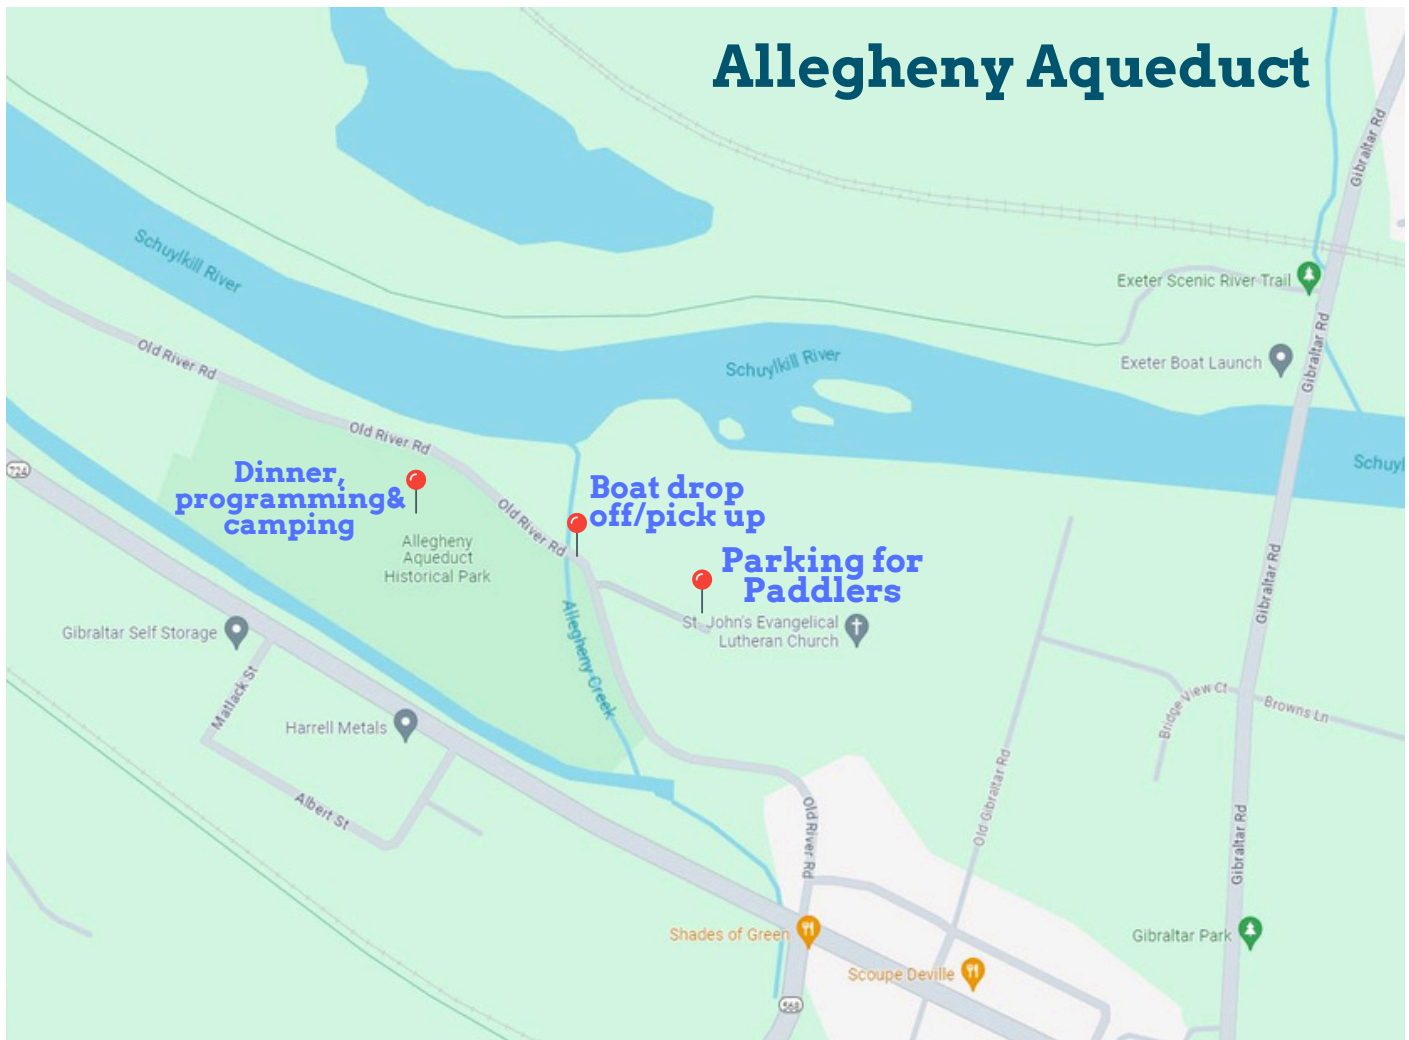 Allegheny Aqueduct
Gibraltar Rd
Schuylkill River
Exeter Scenic River Trail
Gibraltar Rd
Old River Rd
Schuylkill River
Exeter Boat Launch
Old River Rd
Schuyl
724
Dinner,
programming&
camping
Boat drop
off/pick up
Old River Rd
Allegheny
Aqueduct
Historical Park
Parking for
Paddlers
Gibraltar Rd
St. John's Evangelical
Lutheran Church
Gibraltar Self Storage
Allegheny Creek
Matlack St
Bridge View Ct
Browns Ln
Harrell Metals
Albert St
Old River Rd
Old Gibraltar Rd
Gibraltar Rd
Shades of Green
Gibraltar Park
Scoupe Deville
568